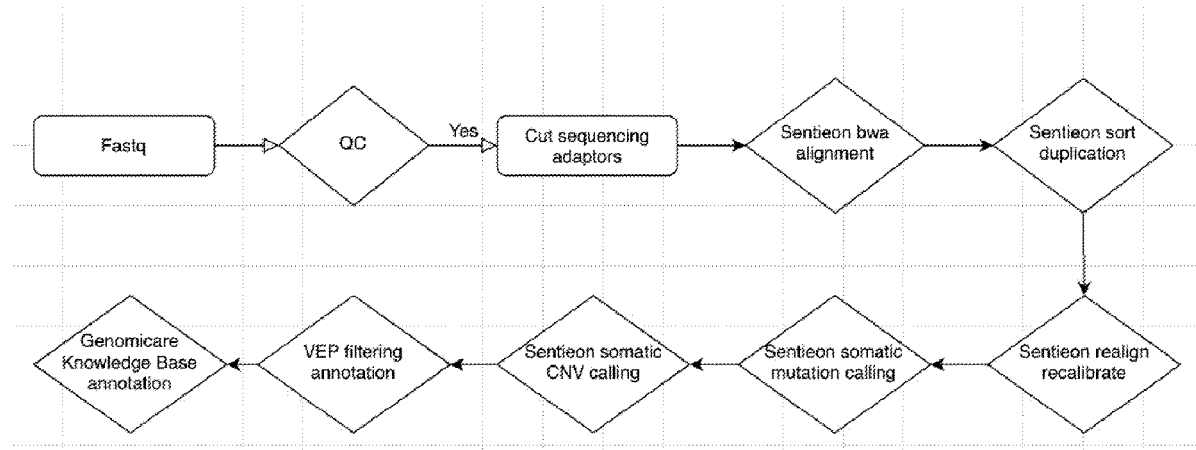 Fastq
QC
Yes
Cut sequencing
adaptors
Sentieon bwa
alignment
Sentieon sort
duplication
Genomicare
Knowledge Base
annotation
VEP filtering
annotation
Sentieon somatic
CNV calling
Sentieon somatic
mutation calling
Sentieon realign
recalibrate